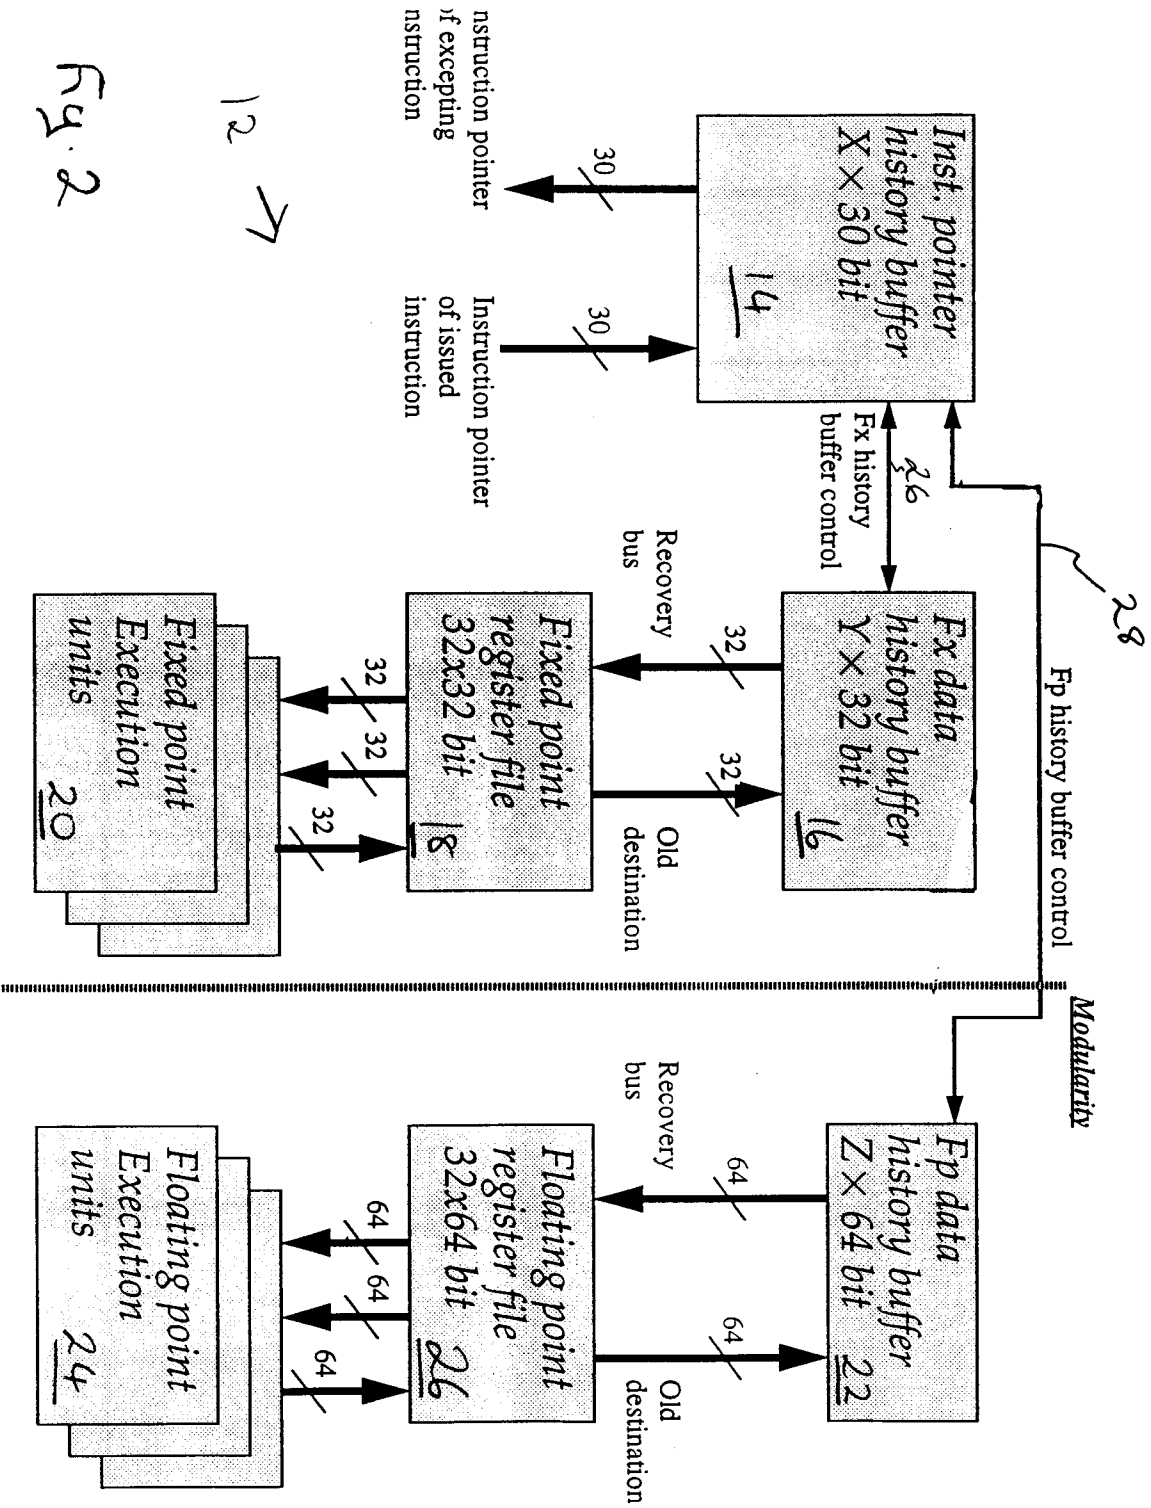 28
Fp history buffer control
Modularity
Inst. pointer
history buffer
X × 30 bit
14
26
Fx history
buffer control
Fx data
history buffer
Y × 32 bit
16
Fp data
history buffer
Z × 64 bit
22
30
30
nstruction pointer
of excepting
nstruction
Instruction pointer
of issued
instruction
Recovery
bus
32
32
Old
destination
Recovery
bus
64
64
Old
destination
Fixed point
register file
32x32 bit
18
Floating point
register file
32x64 bit
26
32
32
32
64
64
64
Fixed point
Execution
units
20
Floating point
Execution
units
24
12
Fig. 2